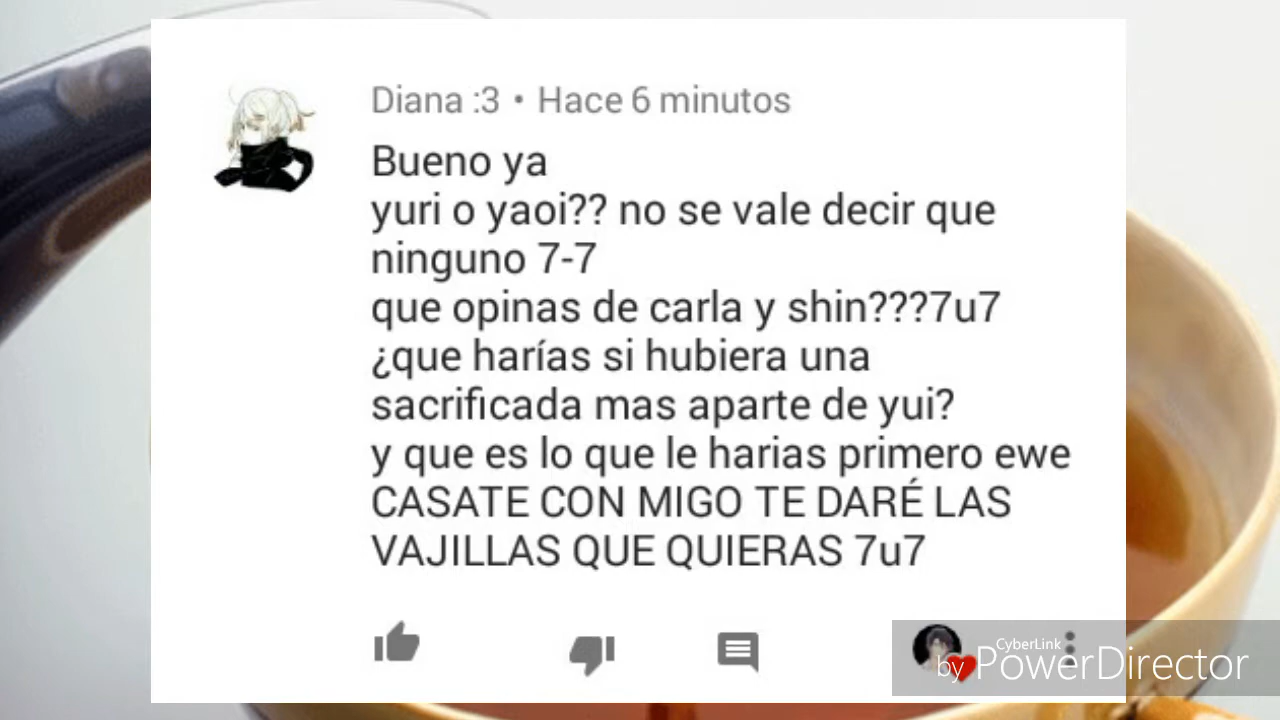 Diana :3 • Hace 6 minutos
Bueno ya
yuri o yaoi?? no se vale decir que
ninguno 7-7
que opinas de carla y shin???7u7
¿que harías si hubiera una
sacrificada mas aparte de yui?
y que es lo que le harias primero ewe
CASATE CON MIGO TE DARÉ LAS
VAJILLAS QUE QUIERAS 7u7
CyberLink
by PowerDirector